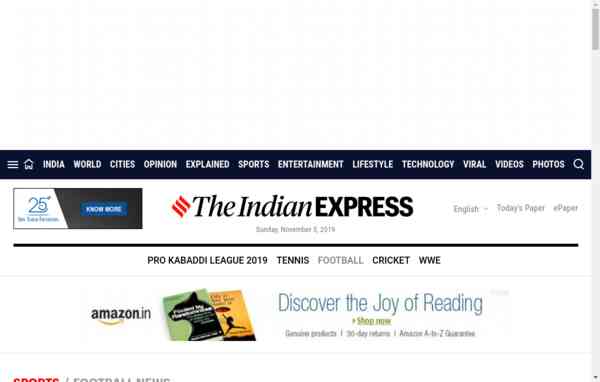 INDIA WORLD CITIES OPINION EXPLAINED SPORTS ENTERTAINMENT LIFESTYLE TECHNOLOGY VIRAL VIDEOS PHOTOS
25
KNOW MORE
The Indian EXPRESS
English Today's Paper ePaper
Sunday, November 3, 2019
PRO KABADDI LEAGUE 2019 TENNIS FOOTBALL CRICKET WWE
amazon.in
Discover the Joy of Reading
Shop now
Genuine products | 30-day returns | Amazon A-to-Z Guarantee
SPORTS / FOOTBALL NEWS